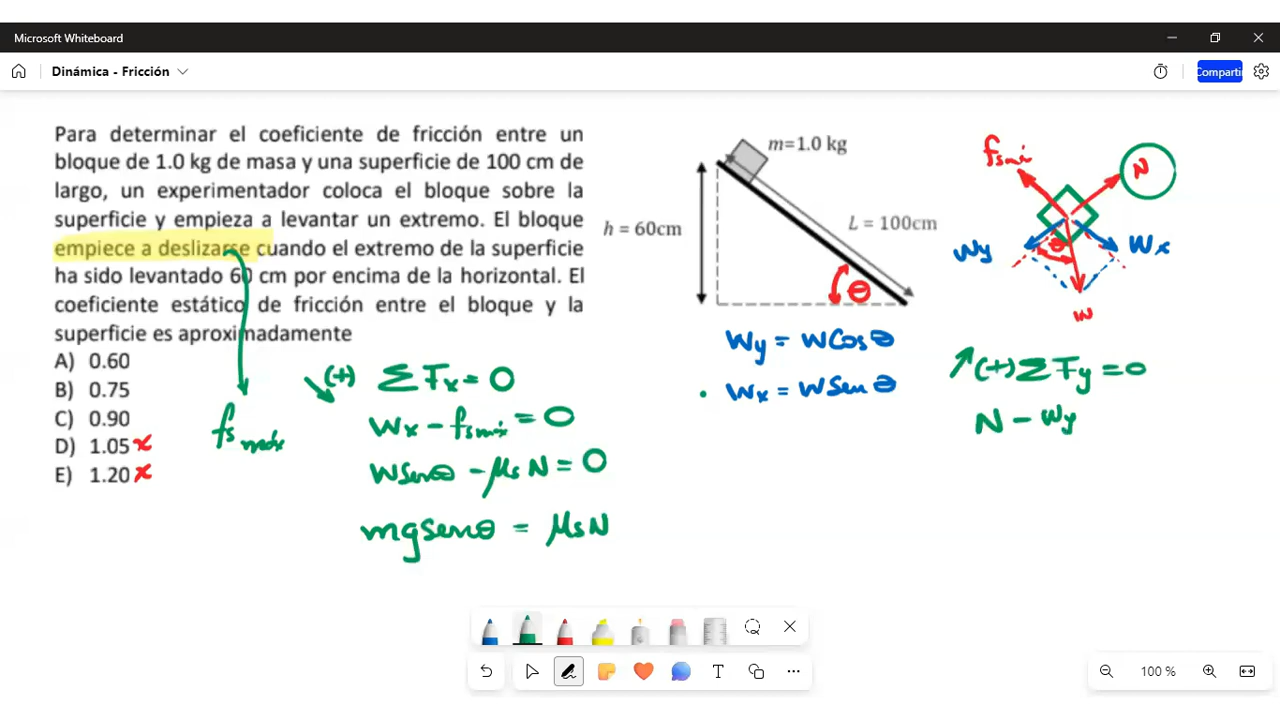 Microsoft Whiteboard
Dinámica - Fricción
Comparti
Para determinar el coeficiente de fricción entre un
bloque de 1.0 kg de masa y una superficie de 100 cm de
largo, un experimentador coloca el bloque sobre la
superficie y empieza a levantar un extremo. El bloque
empiece a deslizarse cuando el extremo de la superficie
ha sido levantado 60 cm por encima de la horizontal. El
coeficiente estático de fricción entre el bloque y la
superficie es aproximadamente
A) 0.60
B) 0.75
C) 0.90
D) 1.05 x
E) 1.20 x
fs máx
(+) ΣFx = 0
Wx - fsmáx = 0
WSenθ - μs N = 0
mgsenθ = μsN
m=1.0 kg
h = 60cm
L = 100cm
θ
Wy = WCosθ
Wx = WSenθ
fsmáx
N
Wy
θ
Wx
W
(+) ΣFy = 0
N - Wy
T
100 %